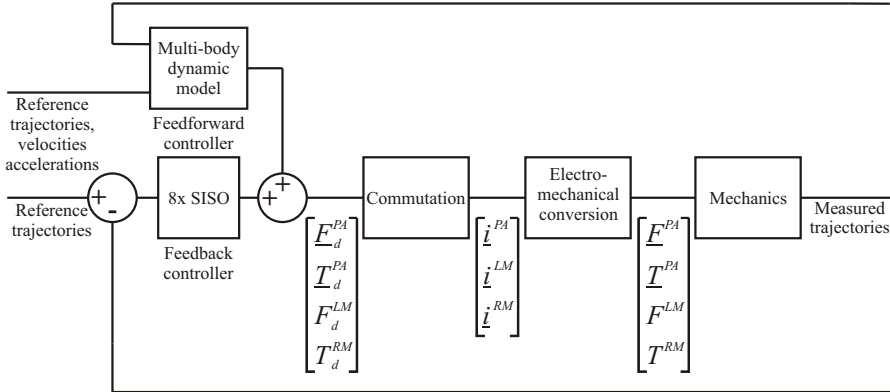 Multi-body
dynamic
model
Reference
trajectories,
velocities
accelerations
Feedforward
controller
+
-
8x SISO
+
+
Commutation
Electro-
mechanical
conversion
Mechanics
Reference
trajectories
Feedback
controller
Measured
trajectories
F_d^PA
T_d^PA
F_d^LM
T_d^RM
i^PA
i^LM
i^RM
F^PA
T^PA
F^LM
T^RM